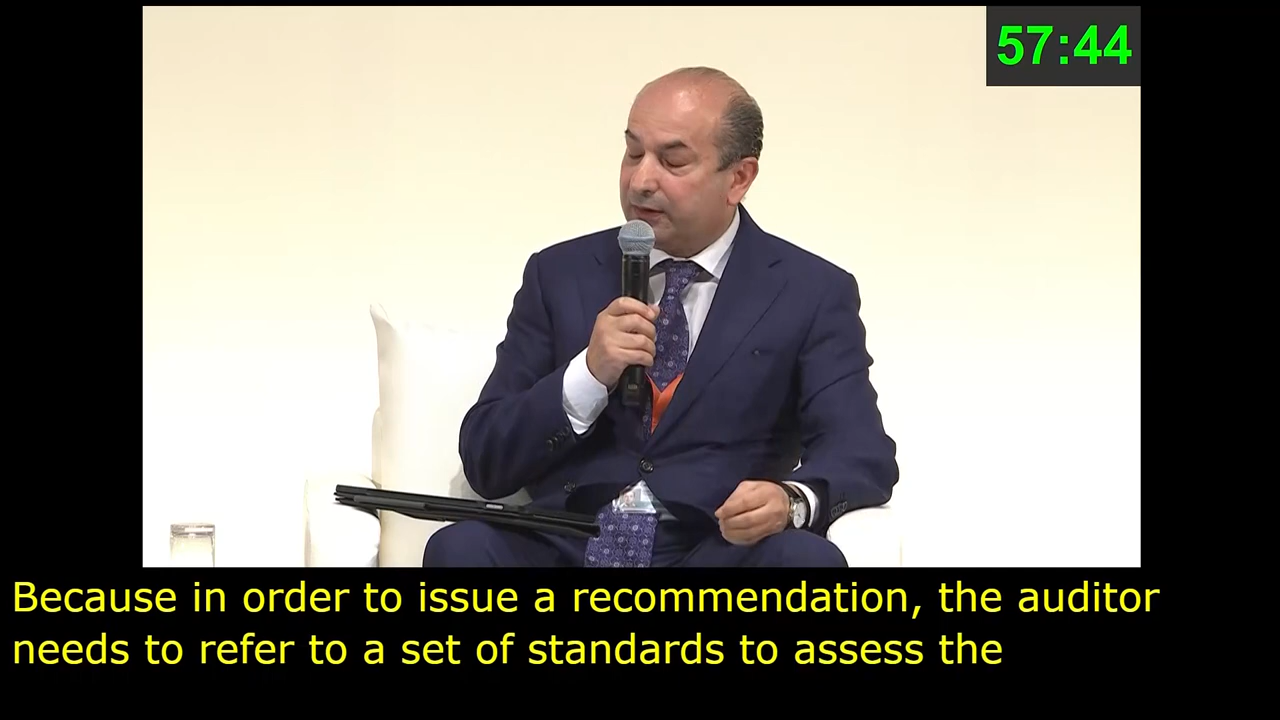 57:44
Because in order to issue a recommendation, the auditor
needs to refer to a set of standards to assess the